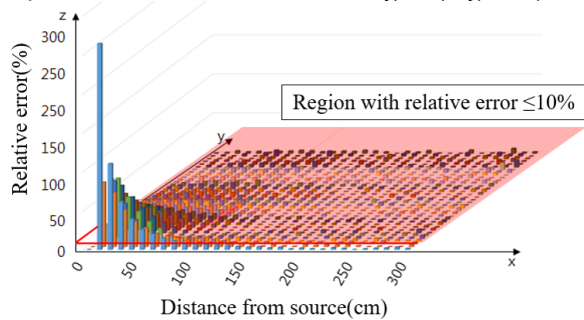 z
300
250
200
150
100
50
0
Relative error(%)
Region with relative error ≤10%
y
x
0
50
100
150
200
250
300
Distance from source(cm)